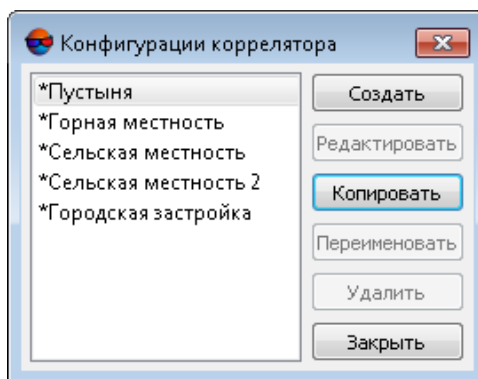 Конфигурации коррелятора
*Пустыня
*Горная местность
*Сельская местность
*Сельская местность 2
*Городская застройка
Создать
Редактировать
Копировать
Переименовать
Удалить
Закрыть